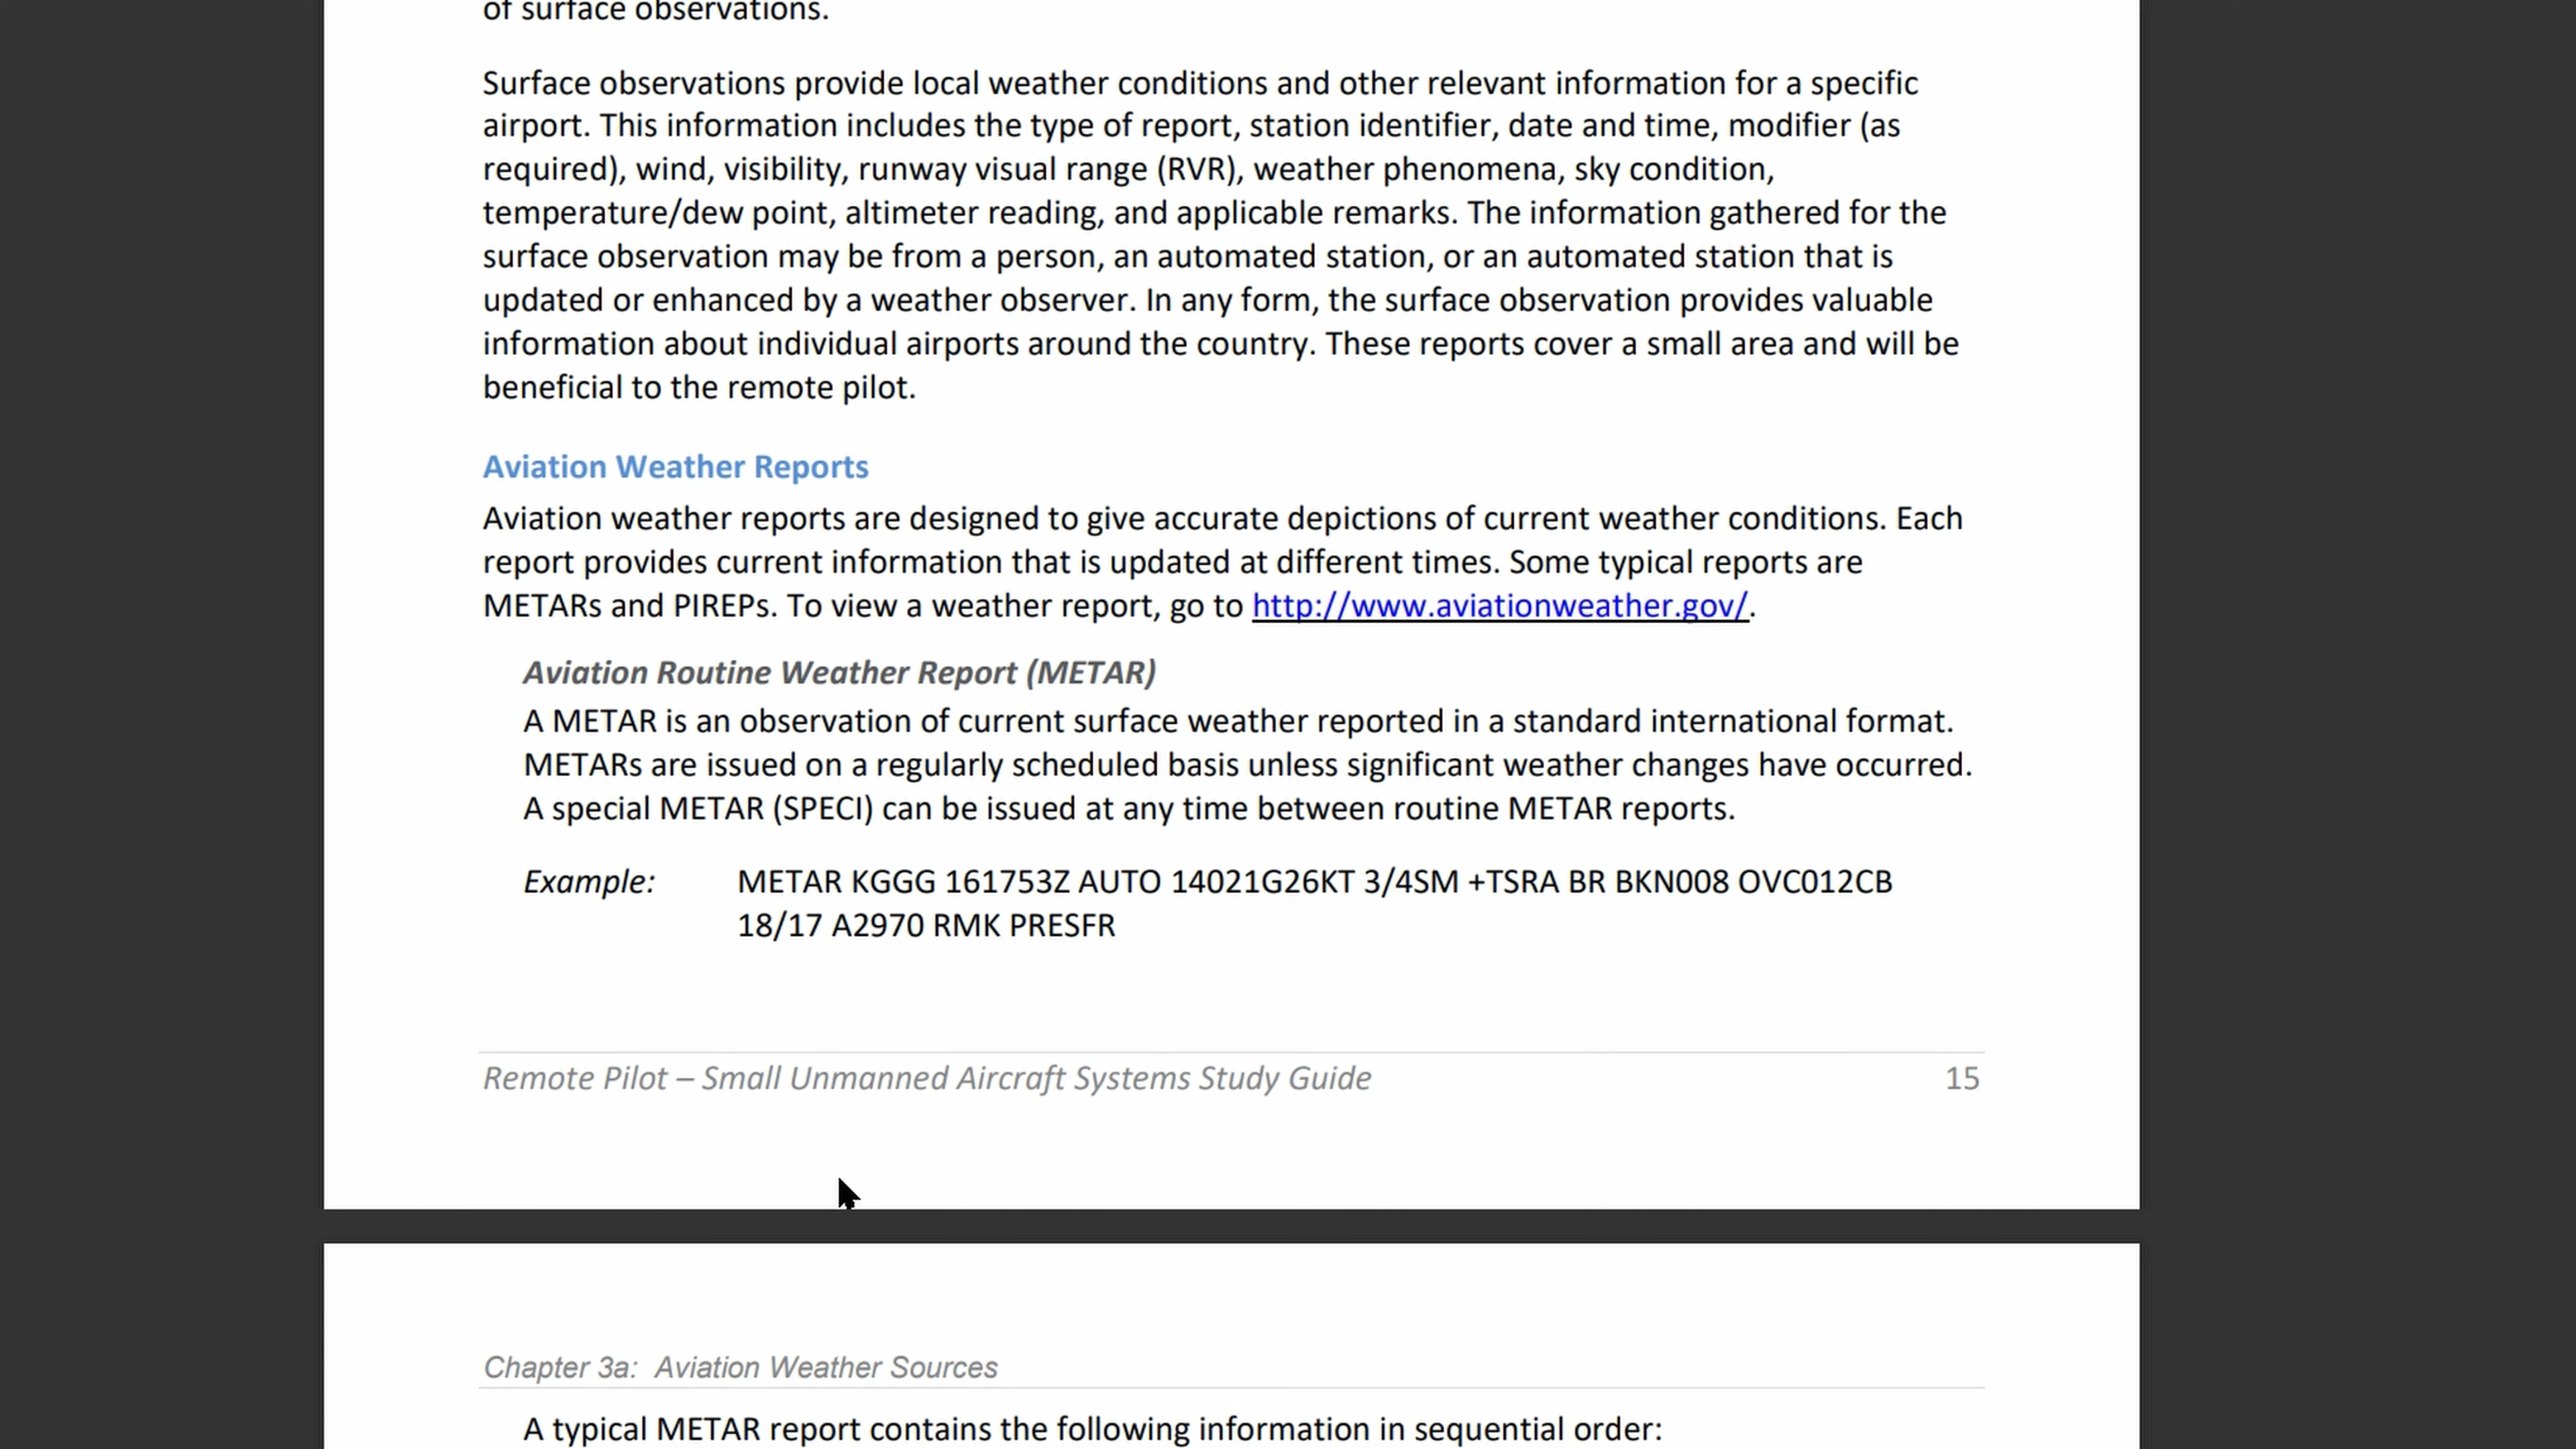 of surface observations.
Surface observations provide local weather conditions and other relevant information for a specific
airport. This information includes the type of report, station identifier, date and time, modifier (as
required), wind, visibility, runway visual range (RVR), weather phenomena, sky condition,
temperature/dew point, altimeter reading, and applicable remarks. The information gathered for the
surface observation may be from a person, an automated station, or an automated station that is
updated or enhanced by a weather observer. In any form, the surface observation provides valuable
information about individual airports around the country. These reports cover a small area and will be
beneficial to the remote pilot.
Aviation Weather Reports
Aviation weather reports are designed to give accurate depictions of current weather conditions. Each
report provides current information that is updated at different times. Some typical reports are
METARs and PIREPs. To view a weather report, go to http://www.aviationweather.gov/.
Aviation Routine Weather Report (METAR)
A METAR is an observation of current surface weather reported in a standard international format.
METARs are issued on a regularly scheduled basis unless significant weather changes have occurred.
A special METAR (SPECI) can be issued at any time between routine METAR reports.
Example: METAR KGGG 161753Z AUTO 14021G26KT 3/4SM +TSRA BR BKN008 OVC012CB
18/17 A2970 RMK PRESFR
Remote Pilot – Small Unmanned Aircraft Systems Study Guide 15
Chapter 3a: Aviation Weather Sources
A typical METAR report contains the following information in sequential order: